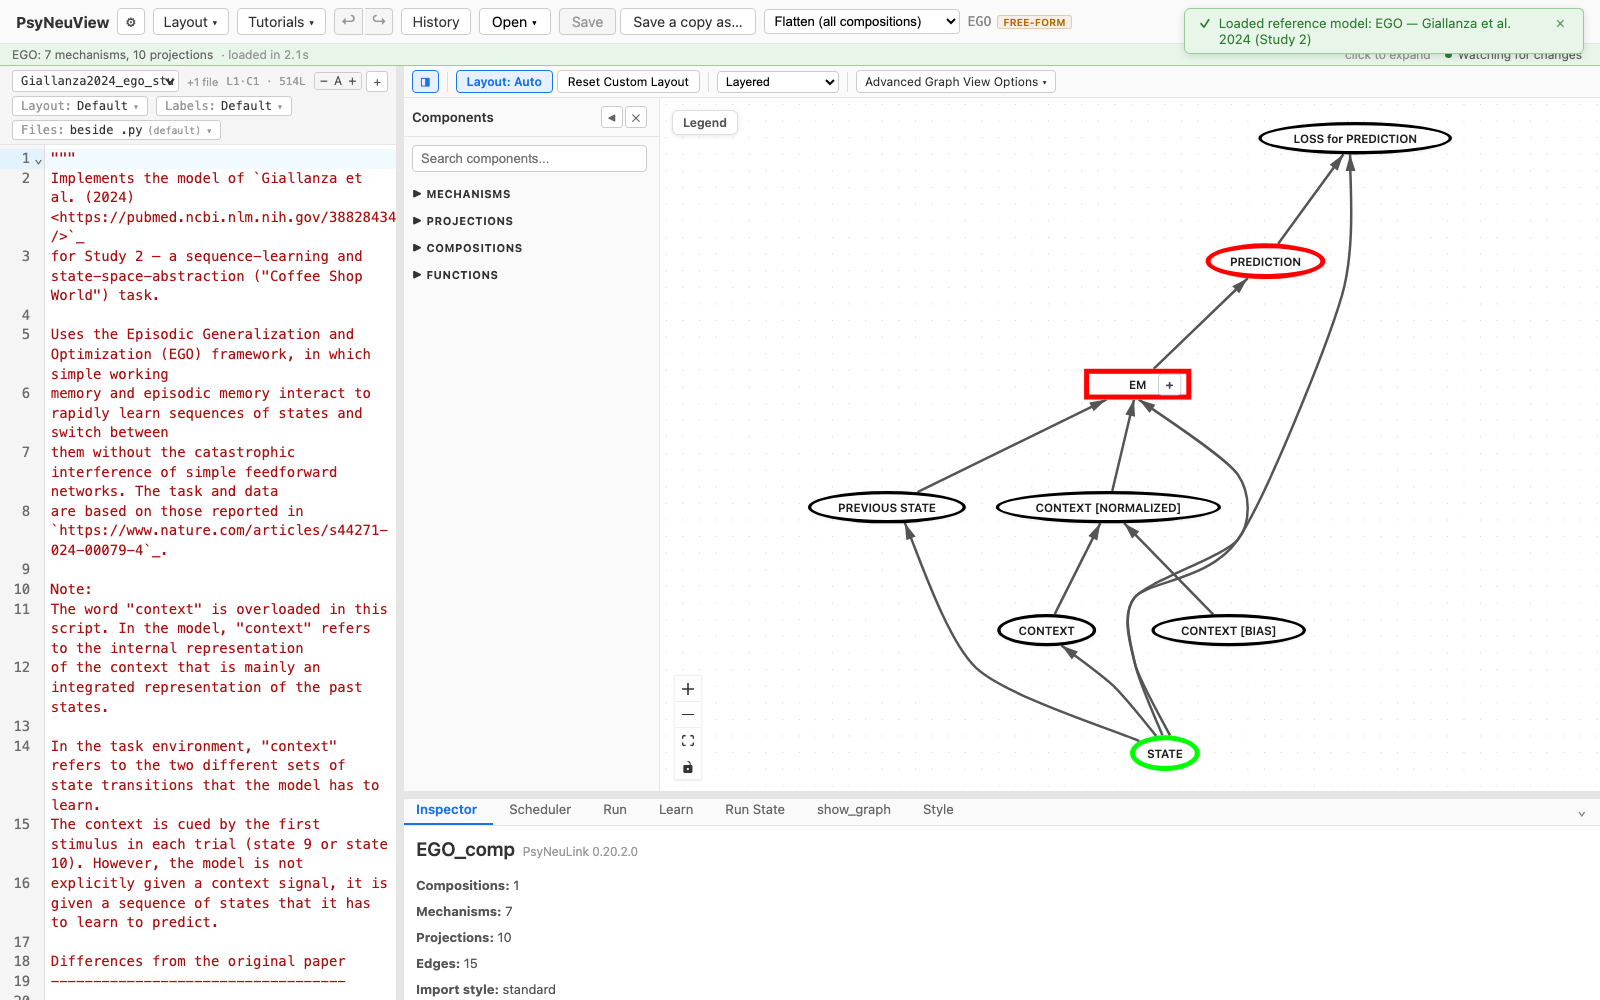 PsyNeuView ⚙ Layout ▾ Tutorials ▾ History Open ▾ Save Save a copy as... Flatten (all compositions) EGO FREE-FORM
✓ Loaded reference model: EGO — Giallanza et al. 2024 (Study 2) ×
EGO: 7 mechanisms, 10 projections · loaded in 2.1s
click to expand Watching for changes
Giallanza2024_ego_st +1 file L1·C1 · 514L − A + +
Layout: Default ▾ Labels: Default ▾
Files: beside .py (default) ▾
Layout: Auto Reset Custom Layout Layered Advanced Graph View Options ▾
1 """
2 Implements the model of `Giallanza et
al. (2024)
<https://pubmed.ncbi.nlm.nih.gov/38828434
/>`_
3 for Study 2 — a sequence-learning and
state-space-abstraction ("Coffee Shop
World") task.
4
5 Uses the Episodic Generalization and
Optimization (EGO) framework, in which
simple working
6 memory and episodic memory interact to
rapidly learn sequences of states and
switch between
7 them without the catastrophic
interference of simple feedforward
networks. The task and data
8 are based on those reported in
`https://www.nature.com/articles/s44271-
024-00079-4`_.
9
10 Note:
11 The word "context" is overloaded in this
script. In the model, "context" refers
to the internal representation
12 of the context that is mainly an
integrated representation of the past
states.
13
14 In the task environment, "context"
refers to the two different sets of
state transitions that the model has to
learn.
15 The context is cued by the first
stimulus in each trial (state 9 or state
10). However, the model is not
16 explicitly given a context signal, it is
given a sequence of states that it has
to learn to predict.
17
18 Differences from the original paper
19 -----------------------------------
20
Components
Search components...
▶ MECHANISMS
▶ PROJECTIONS
▶ COMPOSITIONS
▶ FUNCTIONS
Legend
LOSS for PREDICTION
PREDICTION
EM +
PREVIOUS STATE
CONTEXT [NORMALIZED]
CONTEXT
CONTEXT [BIAS]
STATE
Inspector Scheduler Run Learn Run State show_graph Style
EGO_comp PsyNeuLink 0.20.2.0
Compositions: 1
Mechanisms: 7
Projections: 10
Edges: 15
Import style: standard